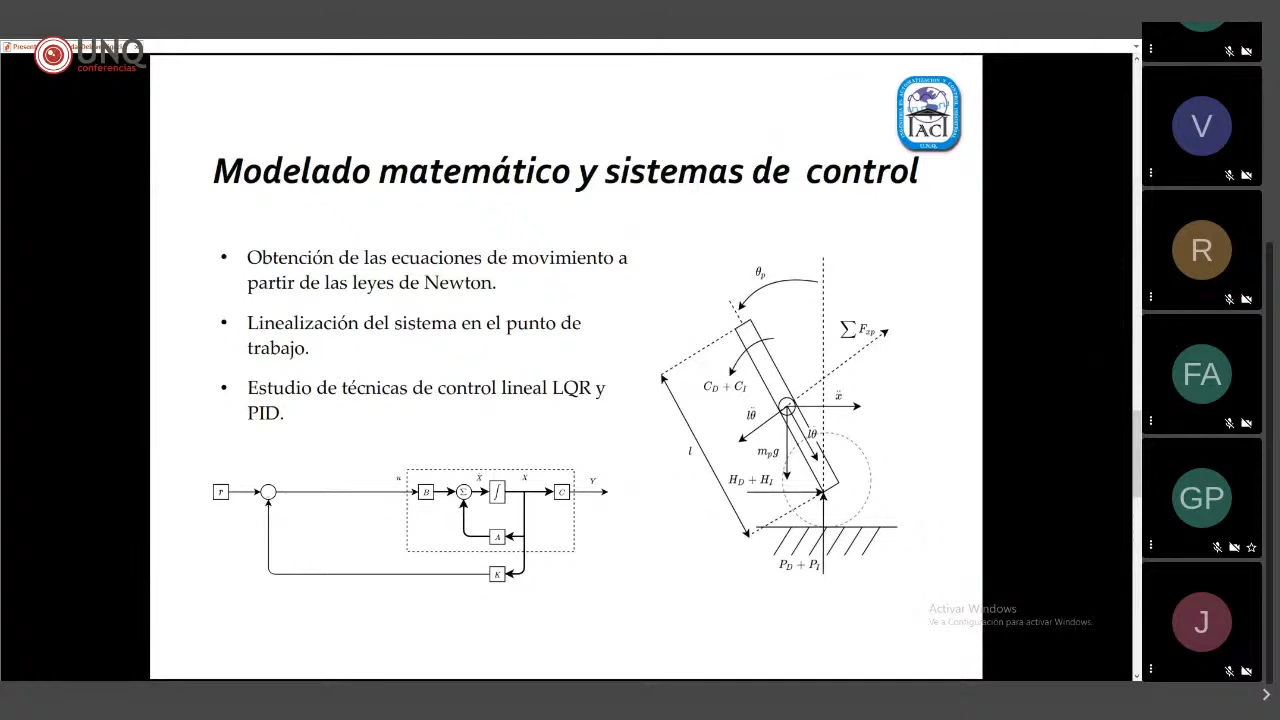 UNQ
conferencias
IACI
U.N.Q.
Modelado matemático y sistemas de control
• Obtención de las ecuaciones de movimiento a
partir de las leyes de Newton.
• Linealización del sistema en el punto de
trabajo.
• Estudio de técnicas de control lineal LQR y
PID.
r
u
B
Σ
Ẋ
∫
X
C
Y
A
K
θp
∑ Fxp
CD + CI
ẍ
lθ̈
lθ̇
mpg
l
HD + HI
PD + PI
Activar Windows
Ve a Configuración para activar Windows.
V
R
FA
GP
J